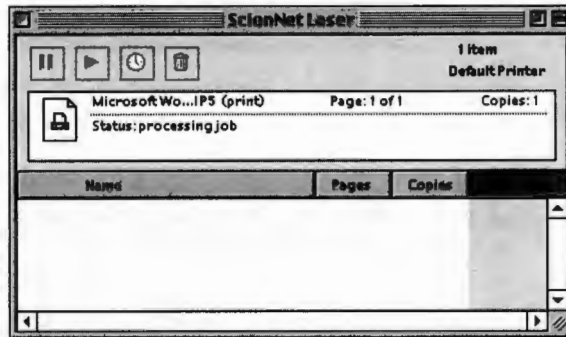 ScionNet Laser
1 Item
Default Printer
Microsoft Wo...IP5 (print) Page: 1 of 1 Copies: 1
Status: processing job
Name Pages Copies